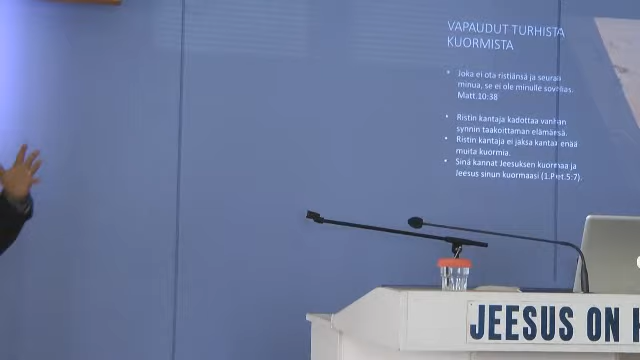 VAPAUDUT TURHISTA
KUORMISTA
• Joka ei ota ristiänsä ja seuraa
minua, se ei ole minulle sovelias.
Matt.10:38
• Ristin kantaja kadottaa vanhan
synnin taakoittaman elämänsä.
• Ristin kantaja ei jaksa kantaa enää
muita kuormia.
• Sinä kannat Jeesuksen kuormaa ja
Jeesus sinun kuormaasi (1.Piet.5:7).
JEESUS ON